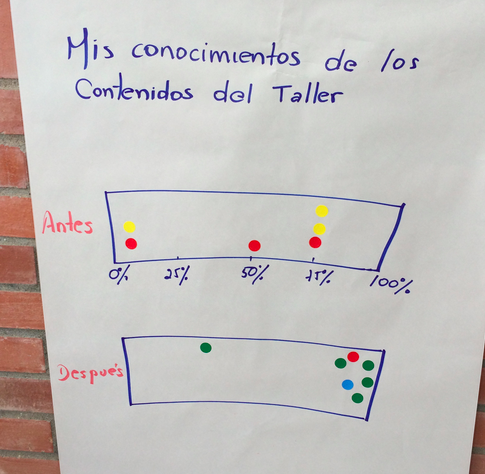 Mis conocimientos de los
Contenidos del Taller
Antes
0% 25% 50% 75% 100%
Después